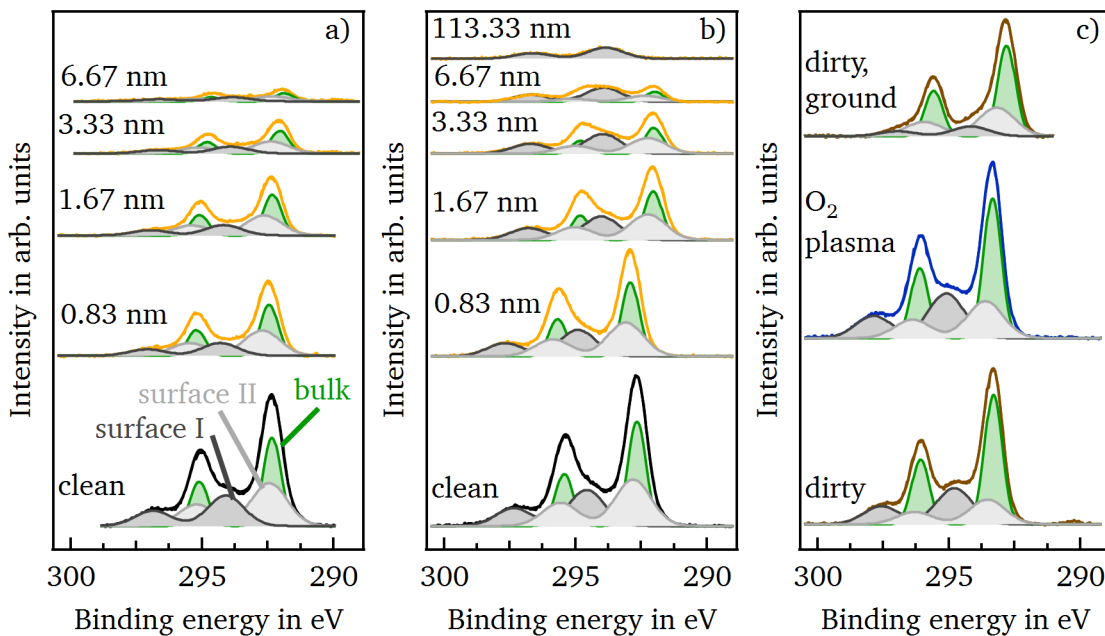 a)
6.67 nm
3.33 nm
1.67 nm
0.83 nm
surface II
bulk
surface I
clean
300
295
290
Binding energy in eV
Intensity in arb. units
b)
113.33 nm
6.67 nm
3.33 nm
1.67 nm
0.83 nm
clean
300
295
290
Binding energy in eV
Intensity in arb. units
c)
dirty,
ground
O₂
plasma
dirty
300
295
290
Binding energy in eV
Intensity in arb. units